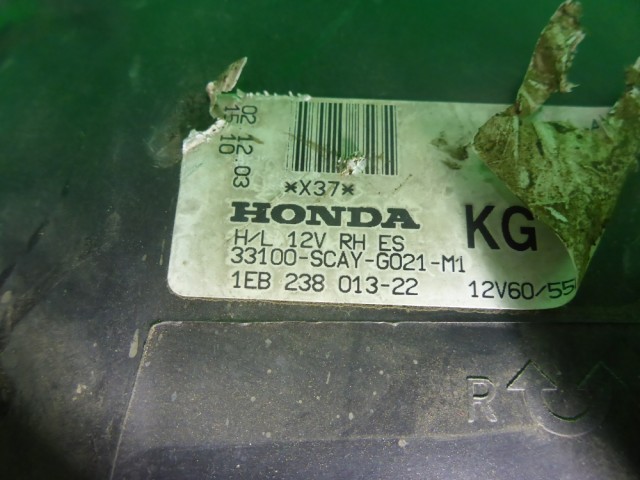 02.12.03
15 10
*X37*
HONDA
KG
H/L 12V RH ES
33100-SCAY-G021-M1
1EB 238 013-22
12V60/55
R